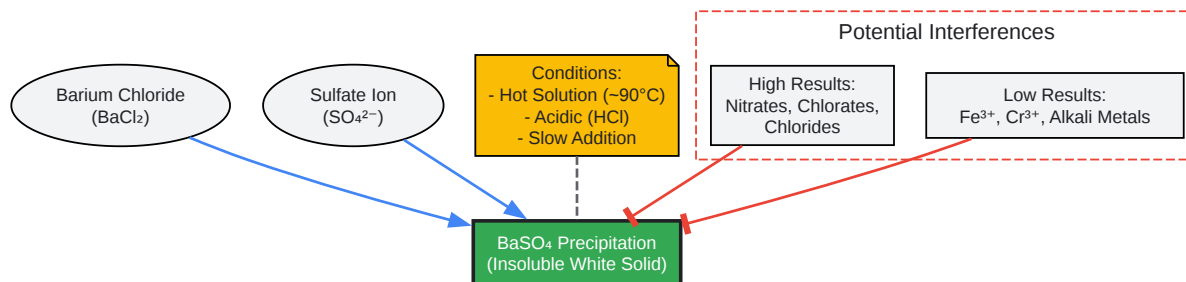 Potential Interferences
Barium Chloride
(BaCl₂)
Sulfate Ion
(SO₄²⁻)
Conditions:
- Hot Solution (~90°C)
- Acidic (HCl)
- Slow Addition
High Results:
Nitrates, Chlorates,
Chlorides
Low Results:
Fe³⁺, Cr³⁺, Alkali Metals
BaSO₄ Precipitation
(Insoluble White Solid)